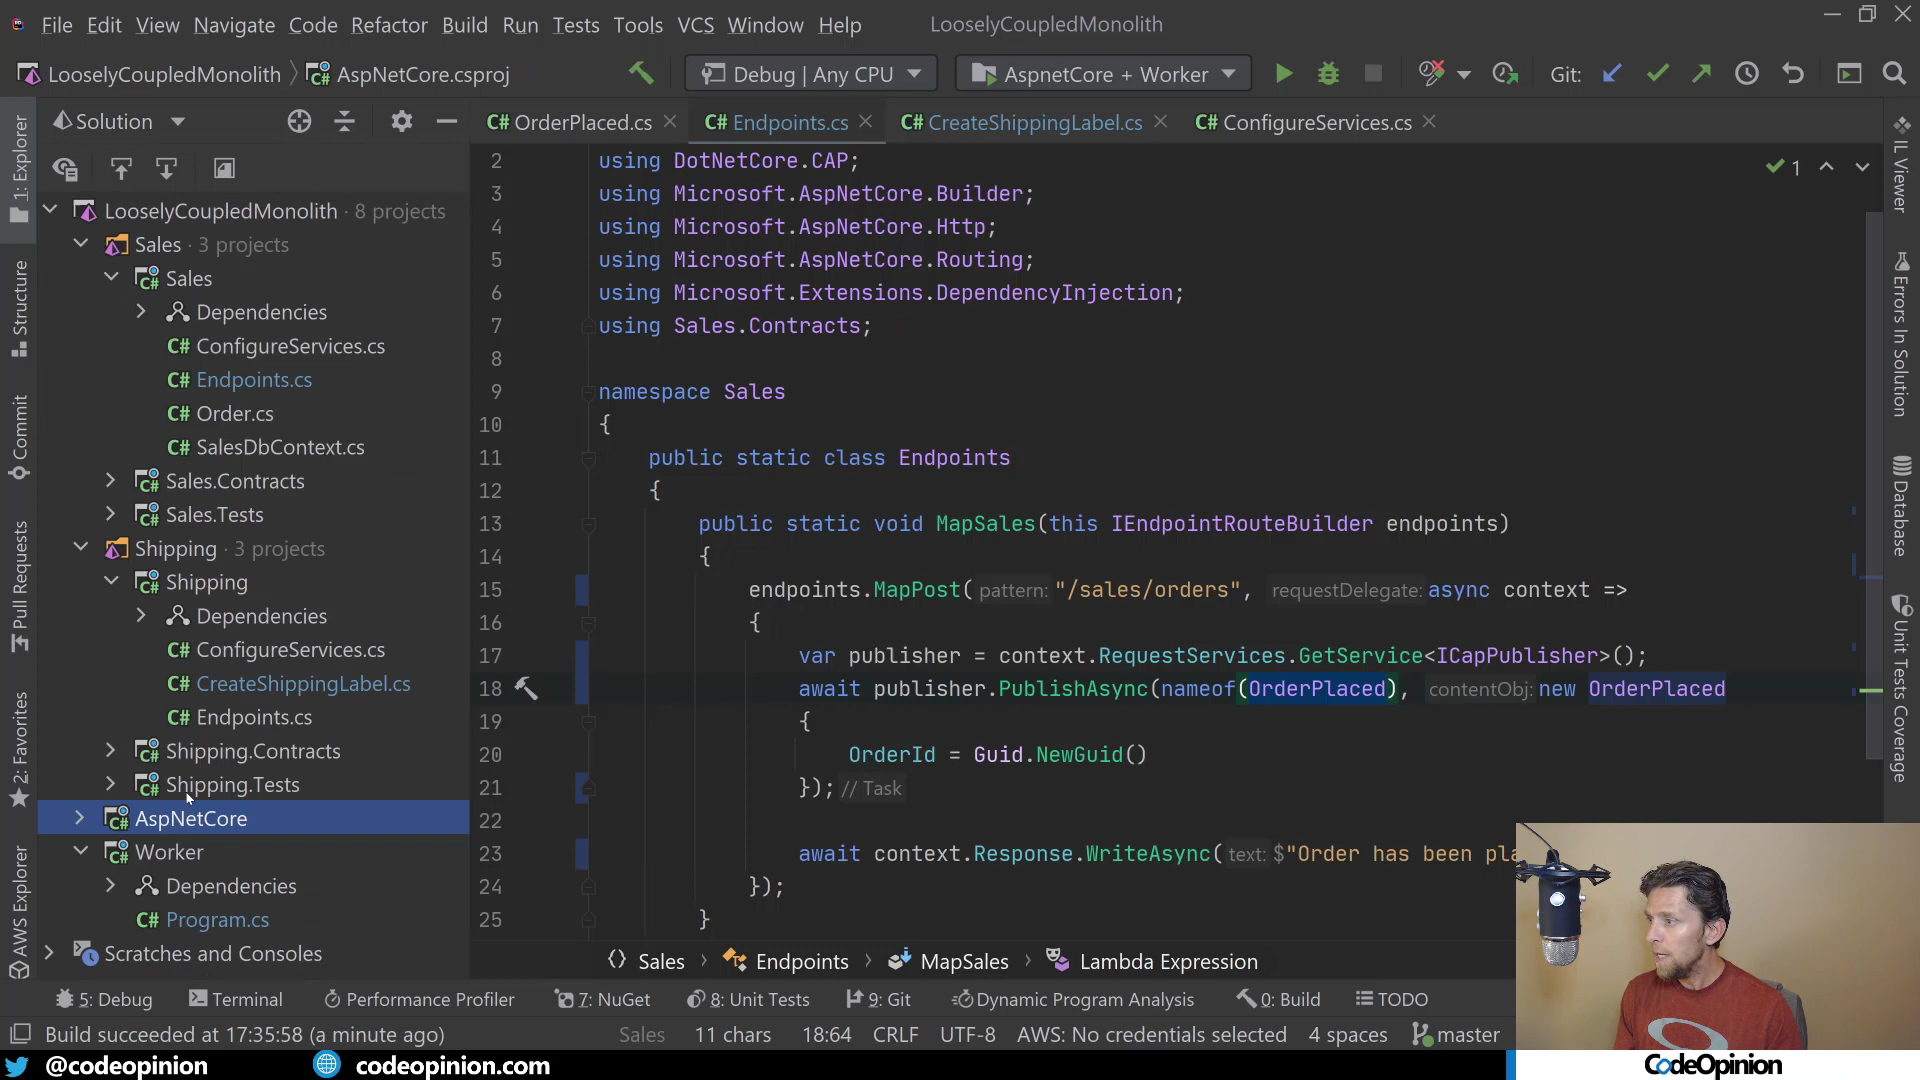 File Edit View Navigate Code Refactor Build Run Tests Tools VCS Window Help LooselyCoupledMonolith
LooselyCoupledMonolith AspNetCore.csproj Debug | Any CPU AspnetCore + Worker Git:
Solution
C# OrderPlaced.cs C# Endpoints.cs C# CreateShippingLabel.cs C# ConfigureServices.cs
1: Explorer
Structure
Commit
Pull Requests
2: Favorites
AWS Explorer
LooselyCoupledMonolith · 8 projects
Sales · 3 projects
C# Sales
Dependencies
C# ConfigureServices.cs
C# Endpoints.cs
C# Order.cs
C# SalesDbContext.cs
C# Sales.Contracts
C# Sales.Tests
Shipping · 3 projects
C# Shipping
Dependencies
C# ConfigureServices.cs
C# CreateShippingLabel.cs
C# Endpoints.cs
C# Shipping.Contracts
C# Shipping.Tests
C# AspNetCore
C# Worker
Dependencies
C# Program.cs
Scratches and Consoles
2 using DotNetCore.CAP;
3 using Microsoft.AspNetCore.Builder;
4 using Microsoft.AspNetCore.Http;
5 using Microsoft.AspNetCore.Routing;
6 using Microsoft.Extensions.DependencyInjection;
7 using Sales.Contracts;
8
9 namespace Sales
10 {
11 public static class Endpoints
12 {
13 public static void MapSales(this IEndpointRouteBuilder endpoints)
14 {
15 endpoints.MapPost( pattern: "/sales/orders", requestDelegate: async context =>
16 {
17 var publisher = context.RequestServices.GetService<ICapPublisher>();
18 await publisher.PublishAsync(nameof(OrderPlaced), contentObj: new OrderPlaced
19 {
20 OrderId = Guid.NewGuid()
21 }); // Task
22
23 await context.Response.WriteAsync( text: $"Order has been pla
24 });
25 }
1
IL Viewer
Errors In Solution
Database
Unit Tests Coverage
Sales Endpoints MapSales Lambda Expression
5: Debug Terminal Performance Profiler 7: NuGet 8: Unit Tests 9: Git Dynamic Program Analysis 0: Build TODO
Build succeeded at 17:35:58 (a minute ago) Sales 11 chars 18:64 CRLF UTF-8 AWS: No credentials selected 4 spaces master
@codeopinion codeopinion.com CodeOpinion